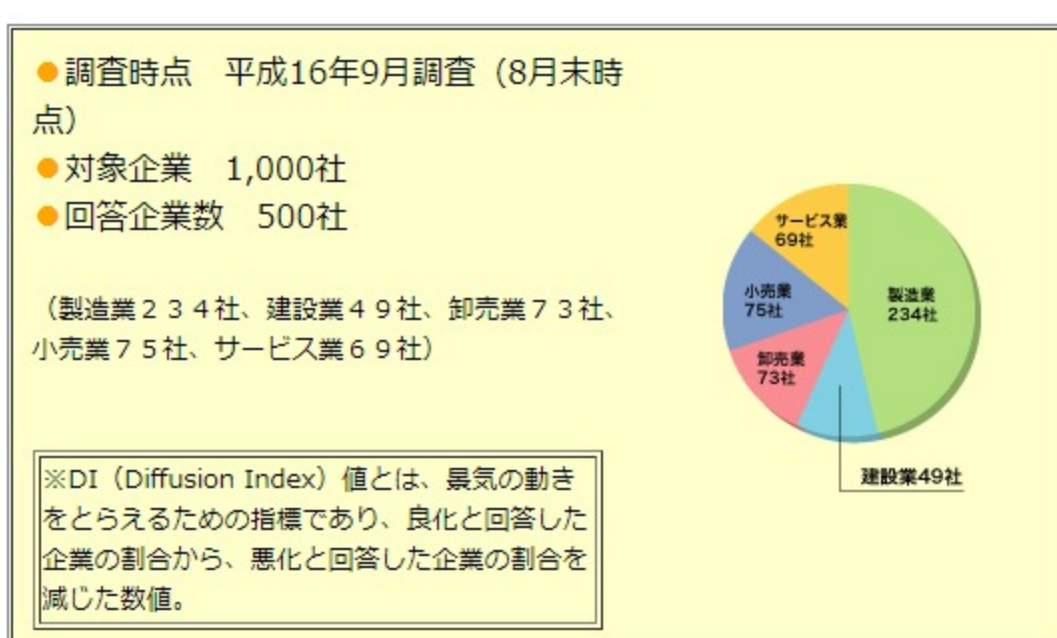 ●調査時点　平成16年9月調査（8月末時
点）
●対象企業　1,000社
●回答企業数　500社
（製造業２３４社、建設業４９社、卸売業７３社、
小売業７５社、サービス業６９社）
※DI（Diffusion Index）値とは、景気の動き
をとらえるための指標であり、良化と回答した
企業の割合から、悪化と回答した企業の割合を
減じた数値。
サービス業
69社
小売業
75社
製造業
234社
卸売業
73社
建設業49社